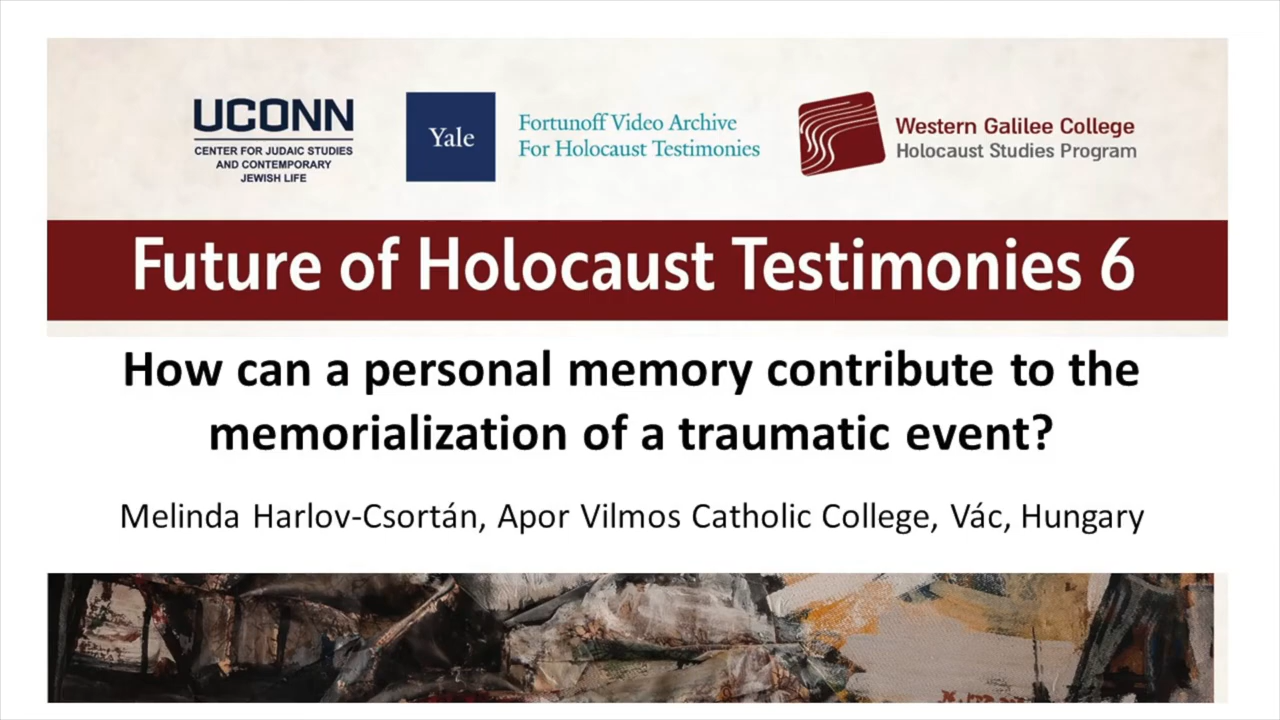 UCONN
CENTER FOR JUDAIC STUDIES
AND CONTEMPORARY
JEWISH LIFE
Yale
Fortunoff Video Archive
For Holocaust Testimonies
Western Galilee College
Holocaust Studies Program
Future of Holocaust Testimonies 6
How can a personal memory contribute to the
memorialization of a traumatic event?
Melinda Harlov-Csortán, Apor Vilmos Catholic College, Vác, Hungary